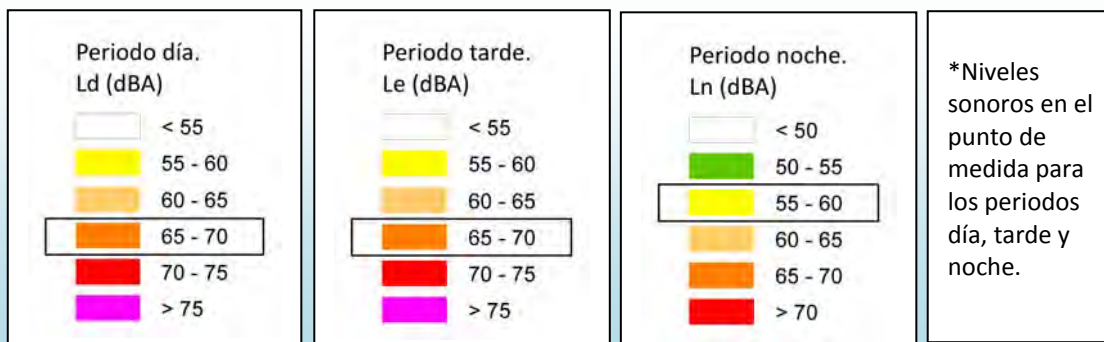 Periodo día.
Ld (dBA)
< 55
55 - 60
60 - 65
65 - 70
70 - 75
> 75
Periodo tarde.
Le (dBA)
< 55
55 - 60
60 - 65
65 - 70
70 - 75
> 75
Periodo noche.
Ln (dBA)
< 50
50 - 55
55 - 60
60 - 65
65 - 70
> 70
*Niveles
sonoros en el
punto de
medida para
los periodos
día, tarde y
noche.